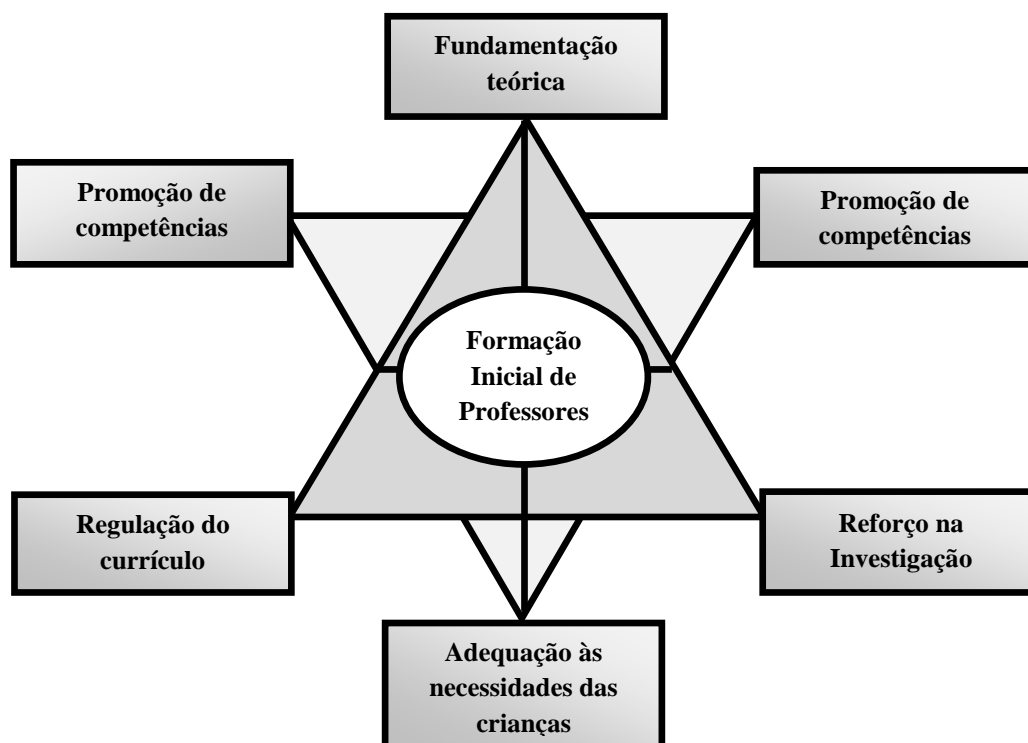 Fundamentação
teórica
Promoção de
competências
Promoção de
competências
Formação
Inicial de
Professores
Regulação do
currículo
Reforço na
Investigação
Adequação às
necessidades das
crianças